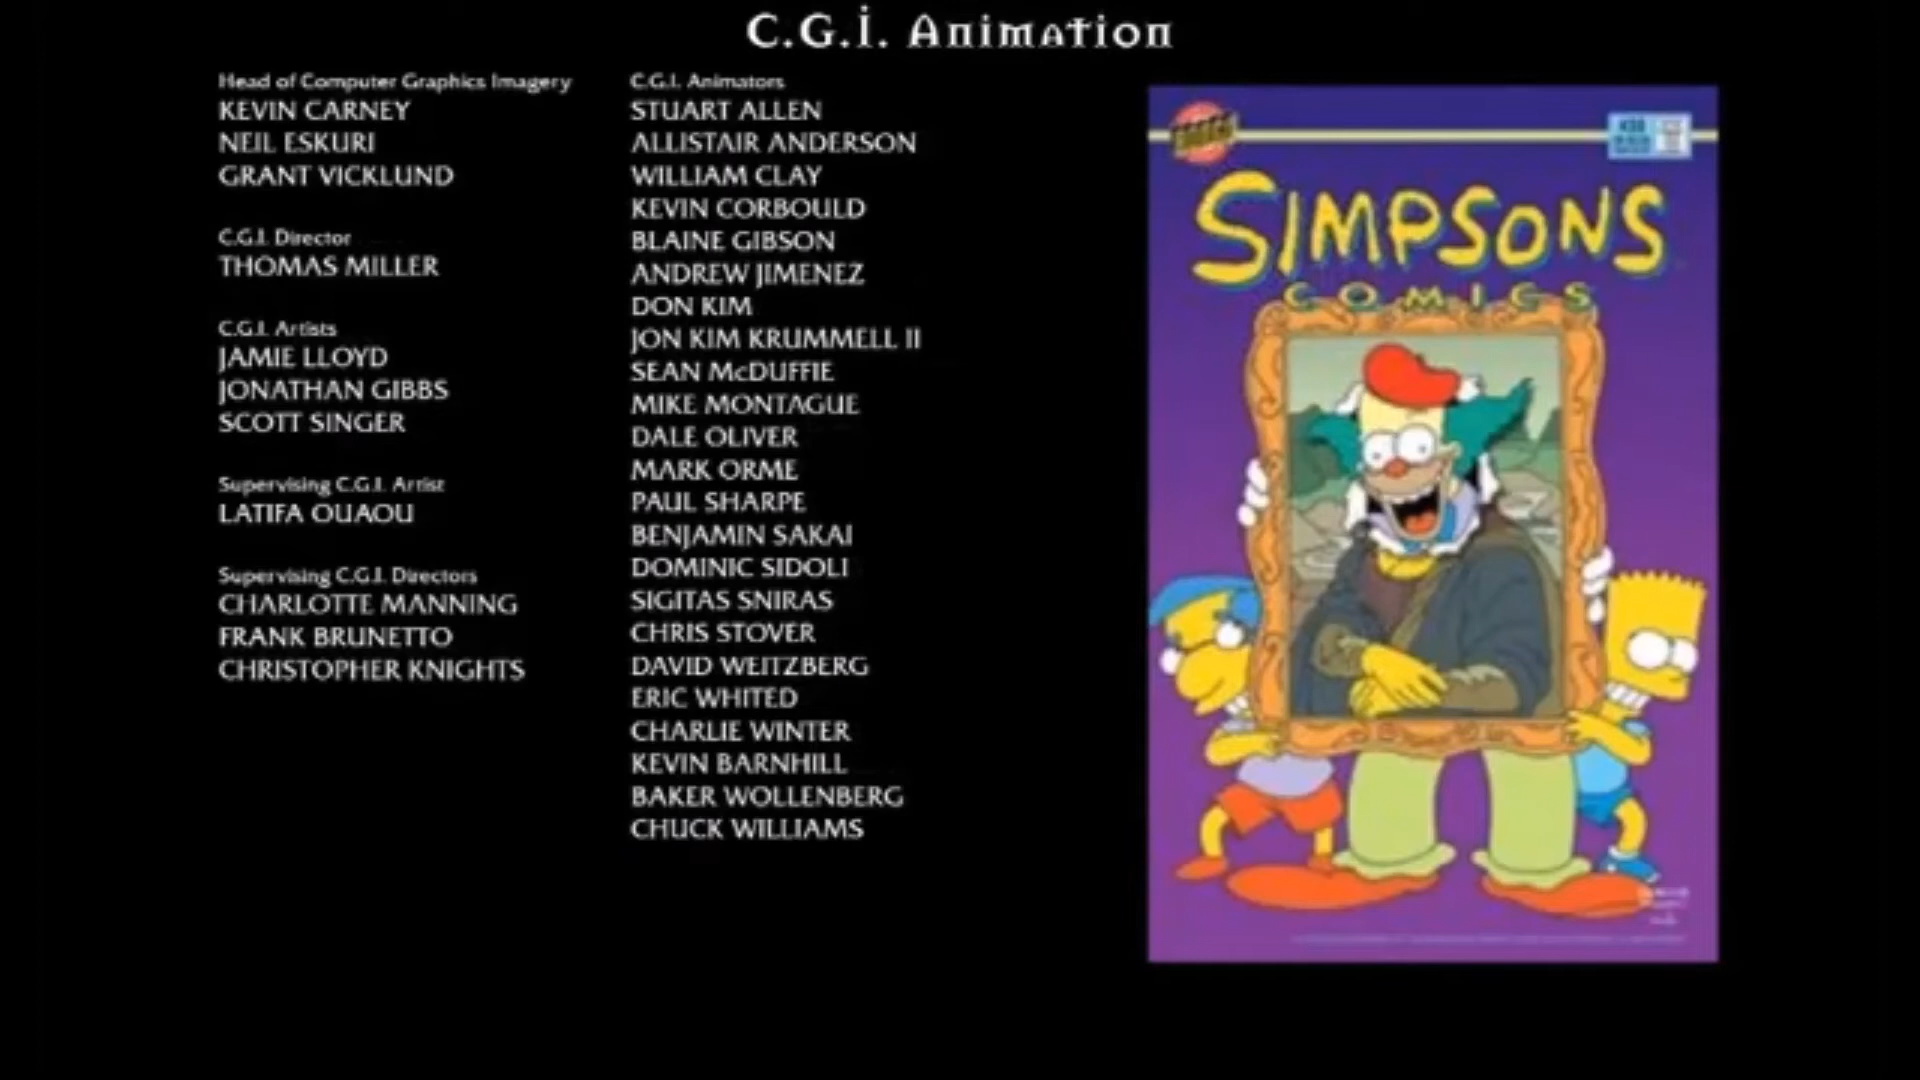 C.G.İ. Animation
Head of Computer Graphics Imagery
KEVIN CARNEY
NEIL ESKURI
GRANT VICKLUND
C.G.I. Director
THOMAS MILLER
C.G.I. Artists
JAMIE LLOYD
JONATHAN GIBBS
SCOTT SINGER
Supervising C.G.I. Artist
LATIFA OUAOU
Supervising C.G.I. Directors
CHARLOTTE MANNING
FRANK BRUNETTO
CHRISTOPHER KNIGHTS
C.G.I. Animators
STUART ALLEN
ALLISTAIR ANDERSON
WILLIAM CLAY
KEVIN CORBOULD
BLAINE GIBSON
ANDREW JIMENEZ
DON KIM
JON KIM KRUMMELL II
SEAN McDUFFIE
MIKE MONTAGUE
DALE OLIVER
MARK ORME
PAUL SHARPE
BENJAMIN SAKAI
DOMINIC SIDOLI
SIGITAS SNIRAS
CHRIS STOVER
DAVID WEITZBERG
ERIC WHITED
CHARLIE WINTER
KEVIN BARNHILL
BAKER WOLLENBERG
CHUCK WILLIAMS
SIMPSONS
COMICS